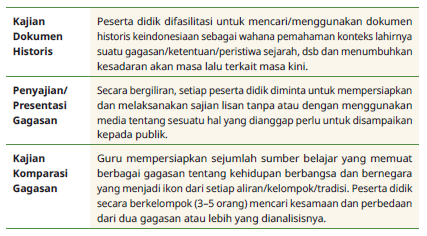 Kajian Dokumen Historis
Peserta didik difasilitasi untuk mencari/menggunakan dokumen
historis keindonesiaan sebagai wahana pemahaman konteks lahirnya
suatu gagasan/ketentuan/peristiwa sejarah, dsb dan menumbuhkan
kesadaran akan masa lalu terkait masa kini.
Penyajian/
Presentasi
Gagasan
Secara bergiliran, setiap peserta didik diminta untuk mempersiapkan
dan melaksanakan sajian lisan tanpa atau dengan menggunakan
media tentang sesuatu hal yang dianggap perlu untuk disampaikan
kepada publik.
Kajian
Komparasi
Gagasan
Guru mempersiapkan sejumlah sumber belajar yang memuat
berbagai gagasan tentang kehidupan berbangsa dan bernegara
yang menjadi ikon dari setiap aliran/kelompok/tradisi. Peserta didik
secara berkelompok (3–5 orang) mencari kesamaan dan perbedaan
dari dua gagasan atau lebih yang dianalisisnya.